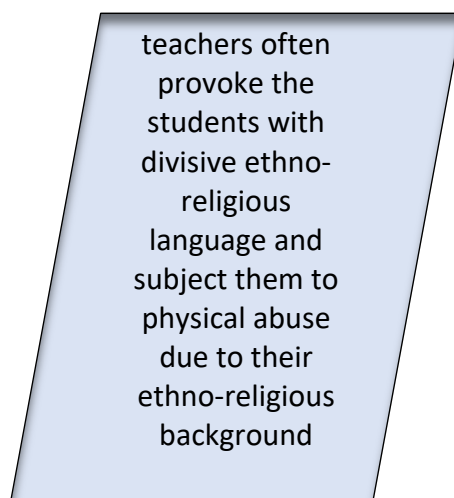 teachers often
provoke the
students with
divisive ethno-
religious
language and
subject them to
physical abuse
due to their
ethno-religious
background